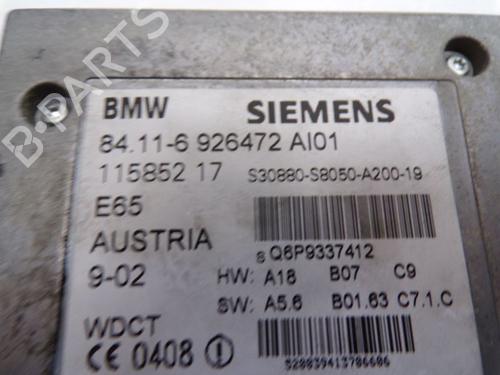 BMW SIEMENS
84.11-6 926472 AI01
115852 17 S30880-S8050-A200-19
E65
AUSTRIA S Q6P9337412
9-02 HW: A18 B07 C9
SW: A5.6 B01.63 C7.1.C
WDCT
CE 0408
S200039413706606
B-PARTS